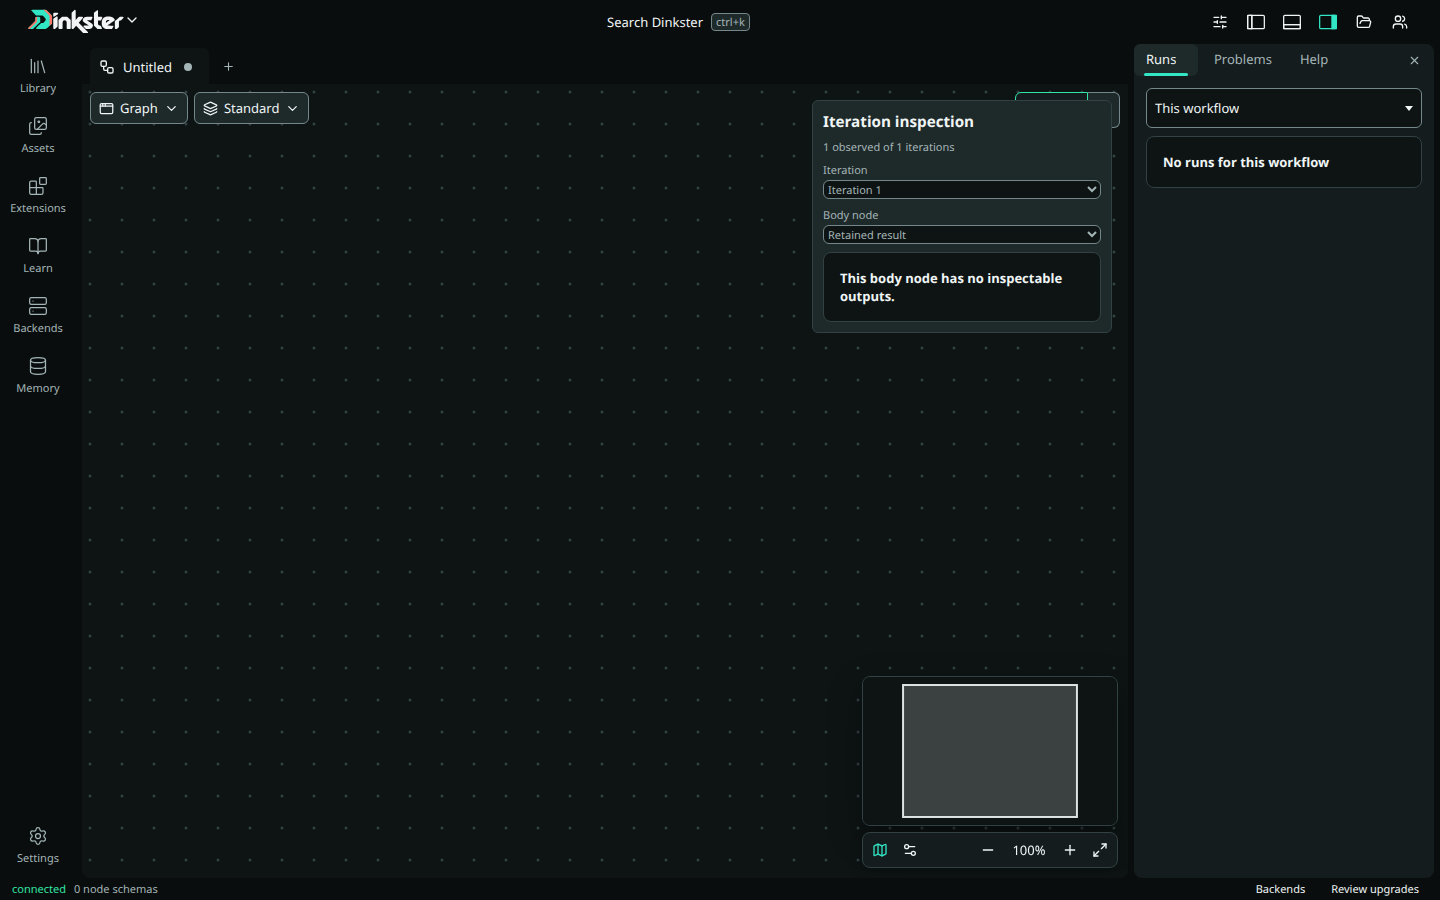 Dinkster
Search Dinkster ctrl+k
Library
Assets
Extensions
Learn
Backends
Memory
Settings
Untitled
Graph
Standard
Iteration inspection
1 observed of 1 iterations
Iteration
Iteration 1
Body node
Retained result
This body node has no inspectable
outputs.
100%
Runs Problems Help
This workflow
No runs for this workflow
connected 0 node schemas
Backends Review upgrades